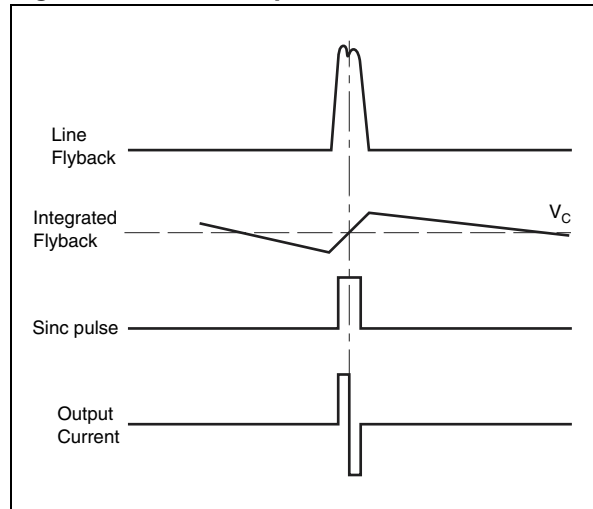 Line
Flyback
Integrated
Flyback
VC
Sinc pulse
Output
Current